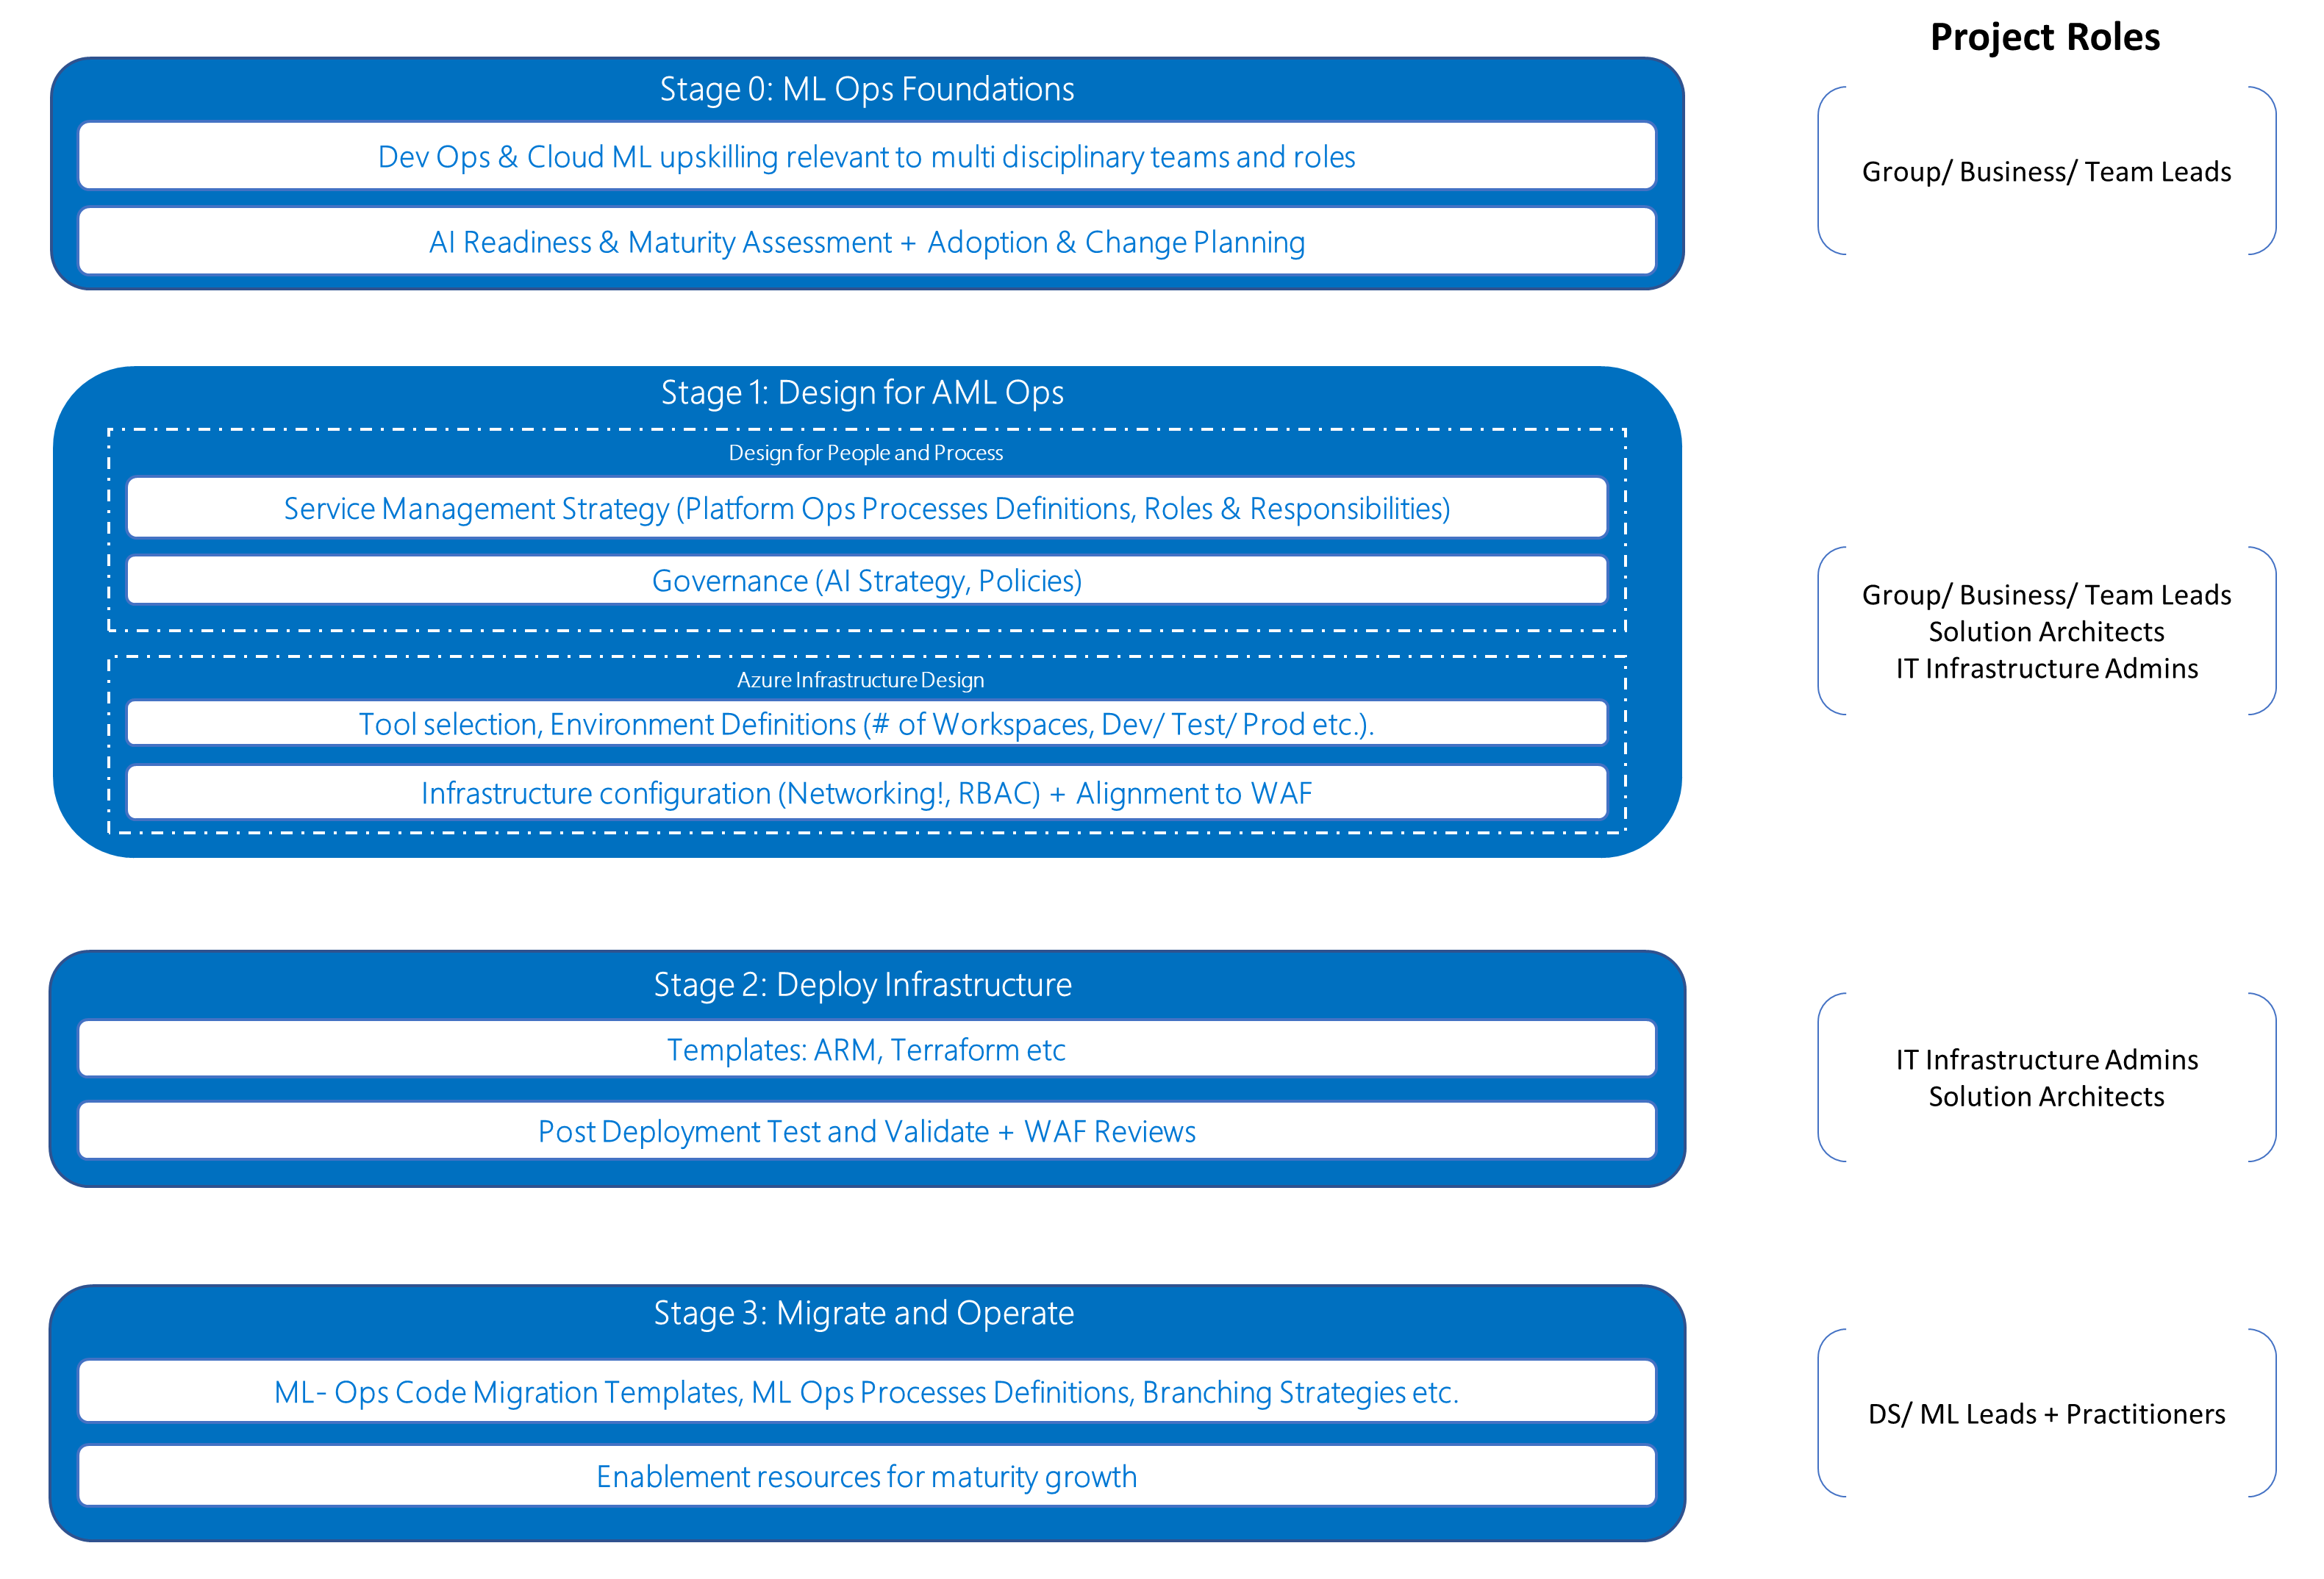 Project Roles
Stage 0: ML Ops Foundations
Dev Ops & Cloud ML upskilling relevant to multi disciplinary teams and roles
AI Readiness & Maturity Assessment + Adoption & Change Planning
Group/ Business/ Team Leads
Stage 1: Design for AML Ops
Design for People and Process
Service Management Strategy (Platform Ops Processes Definitions, Roles & Responsibilities)
Governance (AI Strategy, Policies)
Azure Infrastructure Design
Tool selection, Environment Definitions (# of Workspaces, Dev/ Test/ Prod etc.).
Infrastructure configuration (Networking!, RBAC) + Alignment to WAF
Group/ Business/ Team Leads
Solution Architects
IT Infrastructure Admins
Stage 2: Deploy Infrastructure
Templates: ARM, Terraform etc
Post Deployment Test and Validate + WAF Reviews
IT Infrastructure Admins
Solution Architects
Stage 3: Migrate and Operate
ML- Ops Code Migration Templates, ML Ops Processes Definitions, Branching Strategies etc.
Enablement resources for maturity growth
DS/ ML Leads + Practitioners